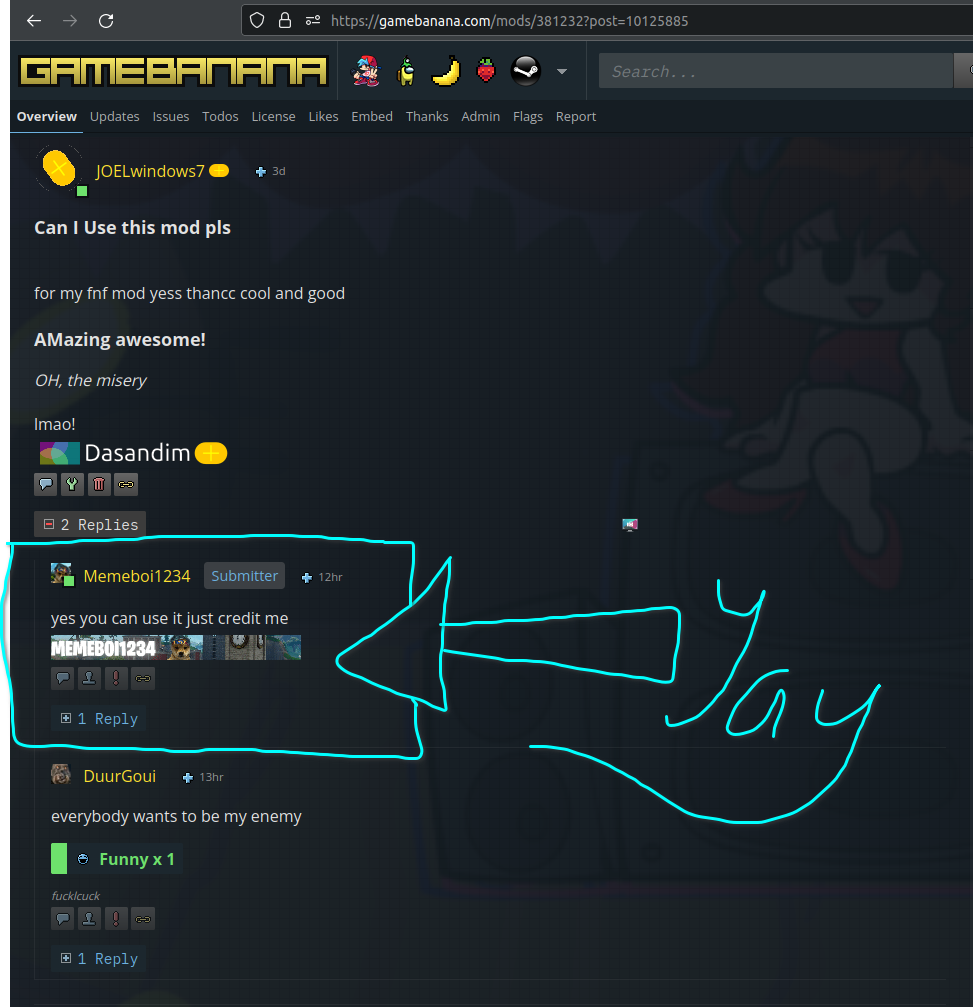 https://gamebanana.com/mods/381232?post=10125885
GAMEBANANA
Search...
Overview Updates Issues Todos License Likes Embed Thanks Admin Flags Report
JOELwindows7 3d
Can I Use this mod pls
for my fnf mod yess thancc cool and good
AMazing awesome!
OH, the misery
lmao!
Dasandim
2 Replies
Memeboi1234 Submitter 12hr
yes you can use it just credit me
MEMEBOI1234
1 Reply
yay
DuurGoui 13hr
everybody wants to be my enemy
Funny x 1
fucklcuck
1 Reply